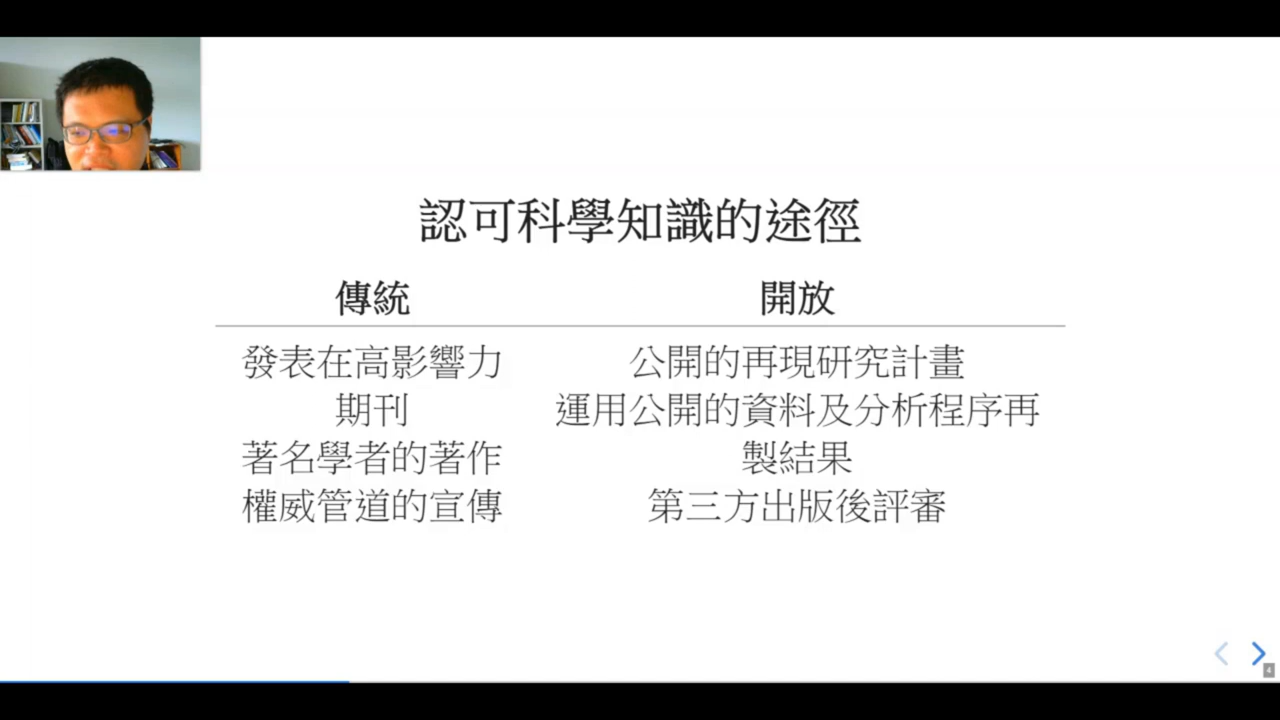 認可科學知識的途徑
傳統
開放
發表在高影響力
期刊
著名學者的著作
權威管道的宣傳
公開的再現研究計畫
運用公開的資料及分析程序再
製結果
第三方出版後評審
4